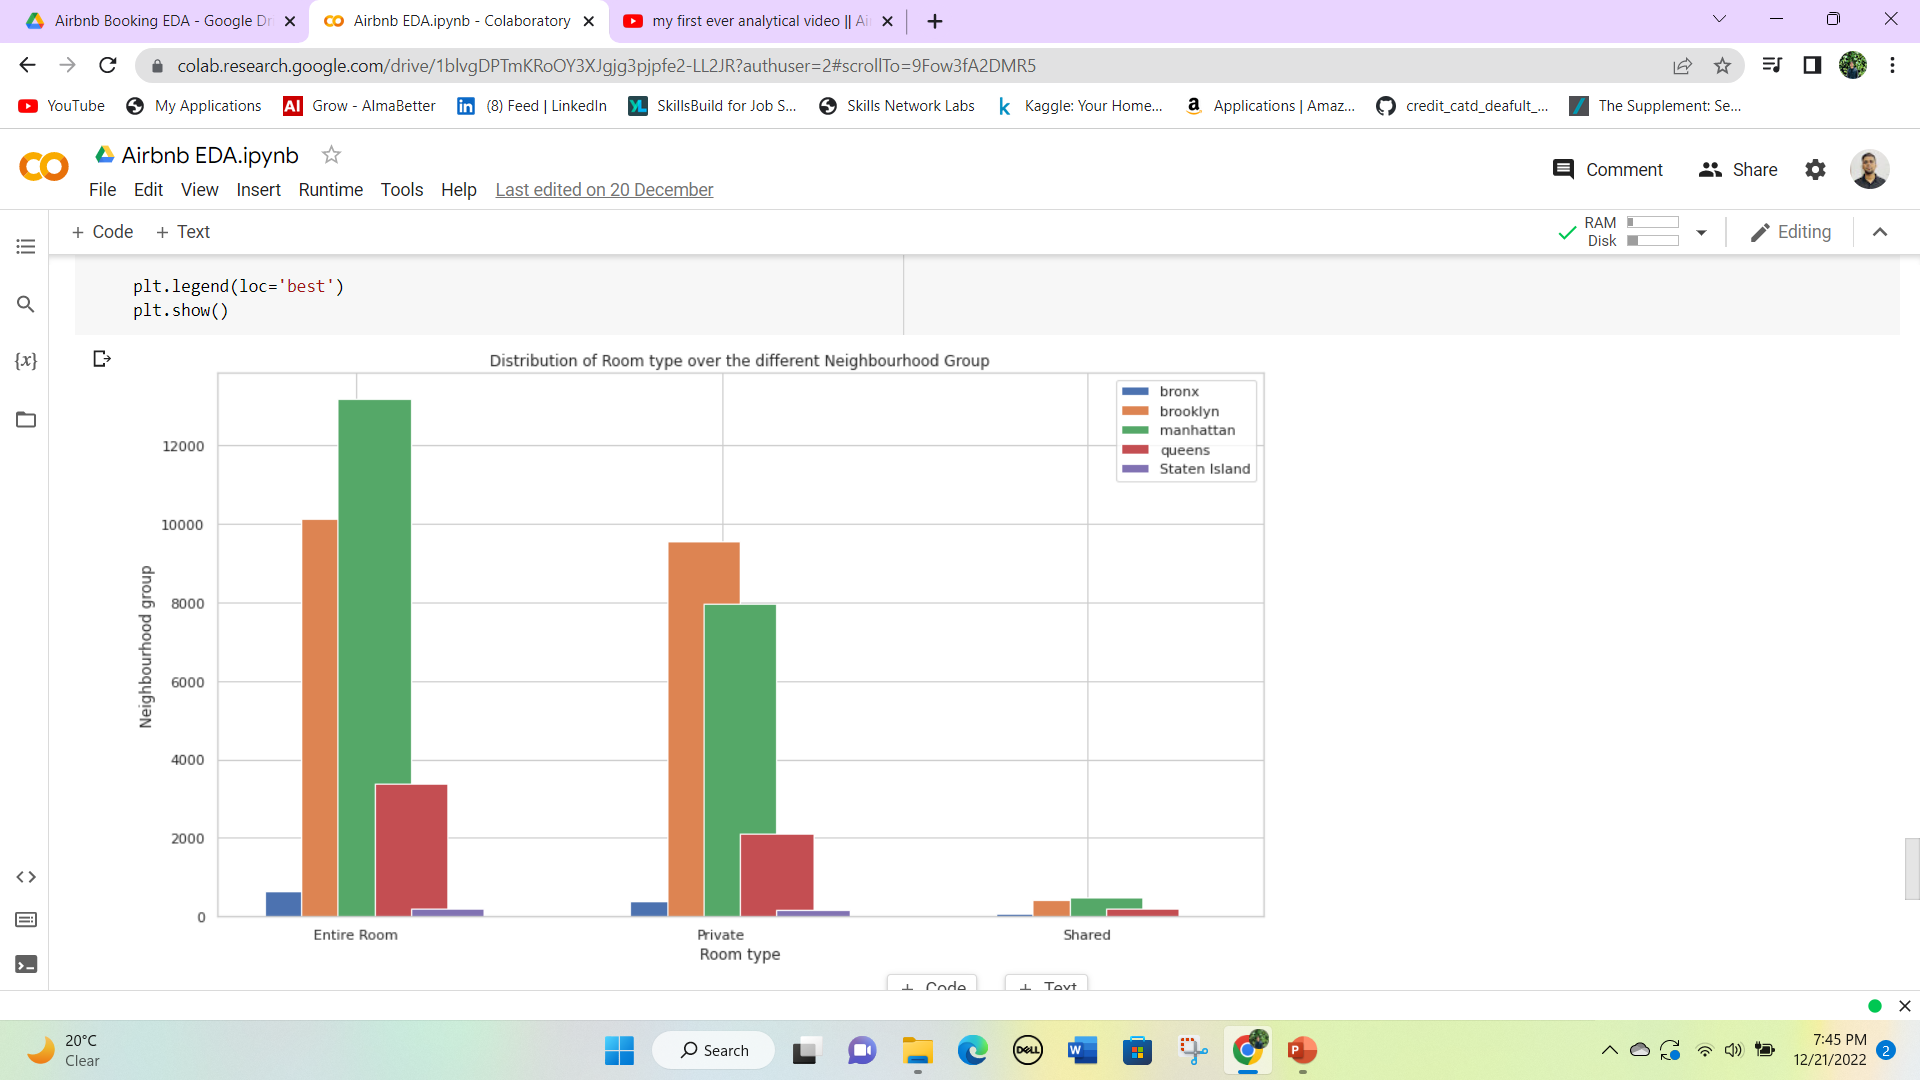 Airbnb Booking EDA - Google Dr
Airbnb EDA.ipynb - Colaboratory
my first ever analytical video || Ai
colab.research.google.com/drive/1blvgDPTmKRoOY3XJgjg3pjpfe2-LL2JR?authuser=2#scrollTo=9Fow3fA2DMR5
YouTube
My Applications
AI Grow - AlmaBetter
in (8) Feed | LinkedIn
SkillsBuild for Job S...
Skills Network Labs
k Kaggle: Your Home...
a Applications | Amaz...
credit_catd_deafult_...
The Supplement: Se...
Airbnb EDA.ipynb
File Edit View Insert Runtime Tools Help Last edited on 20 December
Comment
Share
+ Code + Text
RAM
Disk
Editing
{x}
plt.legend(loc='best')
plt.show()
Distribution of Room type over the different Neighbourhood Group
bronx
brooklyn
manhattan
queens
Staten Island
12000
10000
8000
6000
4000
2000
0
Neighbourhood group
Entire Room
Private
Shared
Room type
+ Code + Text
20°C
Clear
Search
DELL
W
P
7:45 PM
12/21/2022
2